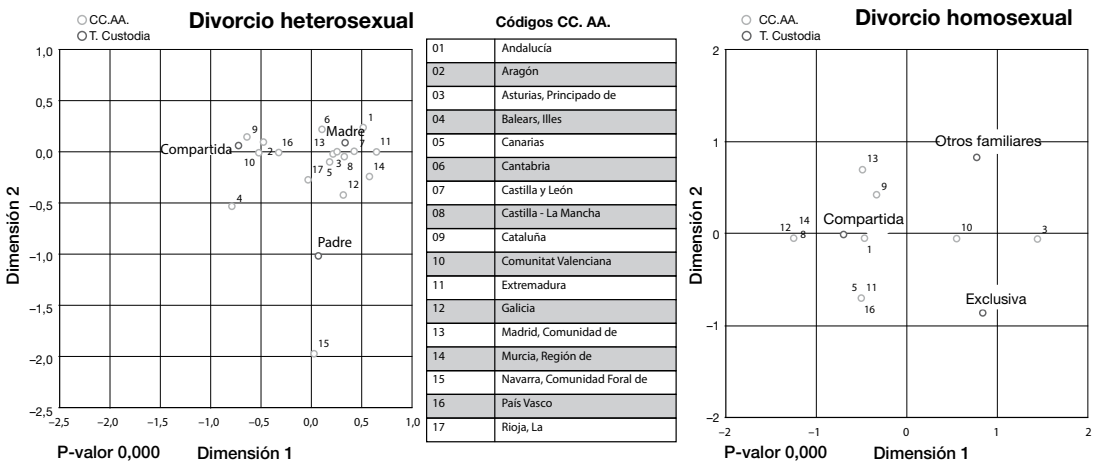 Divorcio heterosexual
CC.AA.
T. Custodia
1,0
0,5
0,0
−0,5
−1,0
−1,5
−2,0
−2,5
Dimensión 2
−2,5 −2,0 −1,5 −1,0 −0,5 0,0 0,5 1,0
9
Compartida
10
2
16
4
6
1
Madre
13
7
11
17
5
3
8
14
12
Padre
15
P-valor 0,000 Dimensión 1
Códigos CC. AA.
01 Andalucía
02 Aragón
03 Asturias, Principado de
04 Balears, Illes
05 Canarias
06 Cantabria
07 Castilla y León
08 Castilla - La Mancha
09 Cataluña
10 Comunitat Valenciana
11 Extremadura
12 Galicia
13 Madrid, Comunidad de
14 Murcia, Región de
15 Navarra, Comunidad Foral de
16 País Vasco
17 Rioja, La
Divorcio homosexual
CC.AA.
T. Custodia
2
1
0
−1
−2
Dimensión 2
−2 −1 0 1 2
Otros familiares
13
9
Compartida
14
12 8
1
10
3
5 11
16
Exclusiva
P-valor 0,000 Dimensión 1